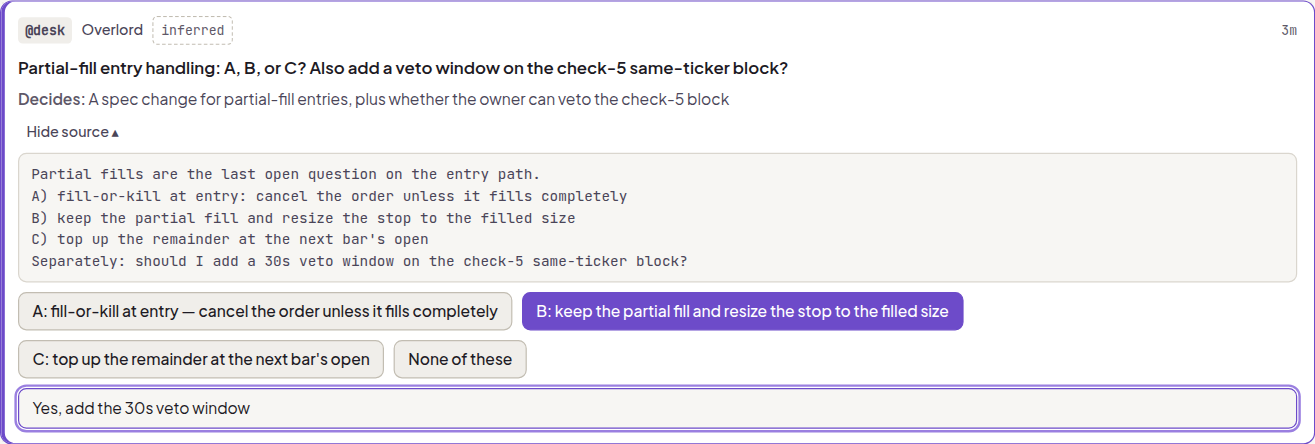 @desk Overlord inferred 3m
Partial-fill entry handling: A, B, or C? Also add a veto window on the check-5 same-ticker block?
Decides: A spec change for partial-fill entries, plus whether the owner can veto the check-5 block
Hide source ▴
Partial fills are the last open question on the entry path.
A) fill-or-kill at entry: cancel the order unless it fills completely
B) keep the partial fill and resize the stop to the filled size
C) top up the remainder at the next bar's open
Separately: should I add a 30s veto window on the check-5 same-ticker block?
A: fill-or-kill at entry — cancel the order unless it fills completely B: keep the partial fill and resize the stop to the filled size
C: top up the remainder at the next bar's open None of these
Yes, add the 30s veto window